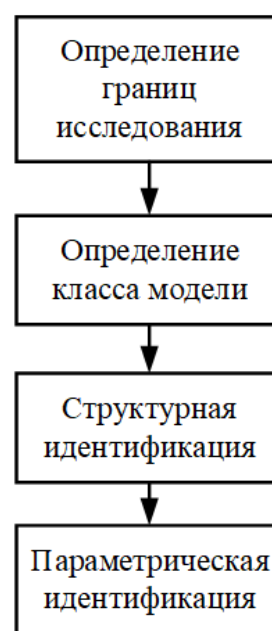 Определение
границ
исследования
Определение
класса модели
Структурная
идентификация
Параметрическая
идентификация